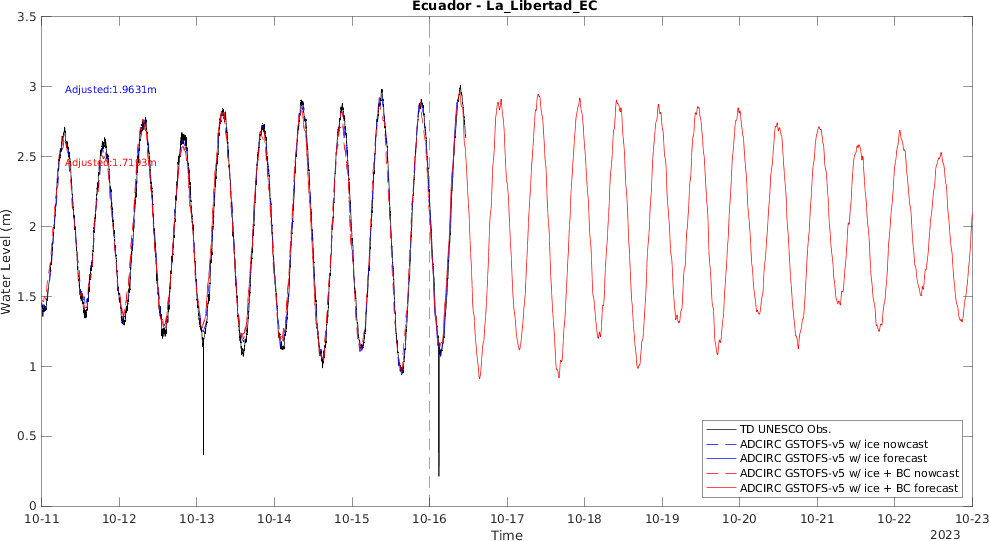 Ecuador - La_Libertad_EC
Water Level (m)
3.5
3
2.5
2
1.5
1
0.5
0
Adjusted:1.9631m
Adjusted:1.7193m
TD UNESCO Obs.
ADCIRC GSTOFS-v5 w/ ice nowcast
ADCIRC GSTOFS-v5 w/ ice forecast
ADCIRC GSTOFS-v5 w/ ice + BC nowcast
ADCIRC GSTOFS-v5 w/ ice + BC forecast
10-11 10-12 10-13 10-14 10-15 10-16 10-17 10-18 10-19 10-20 10-21 10-22 10-23
Time
2023